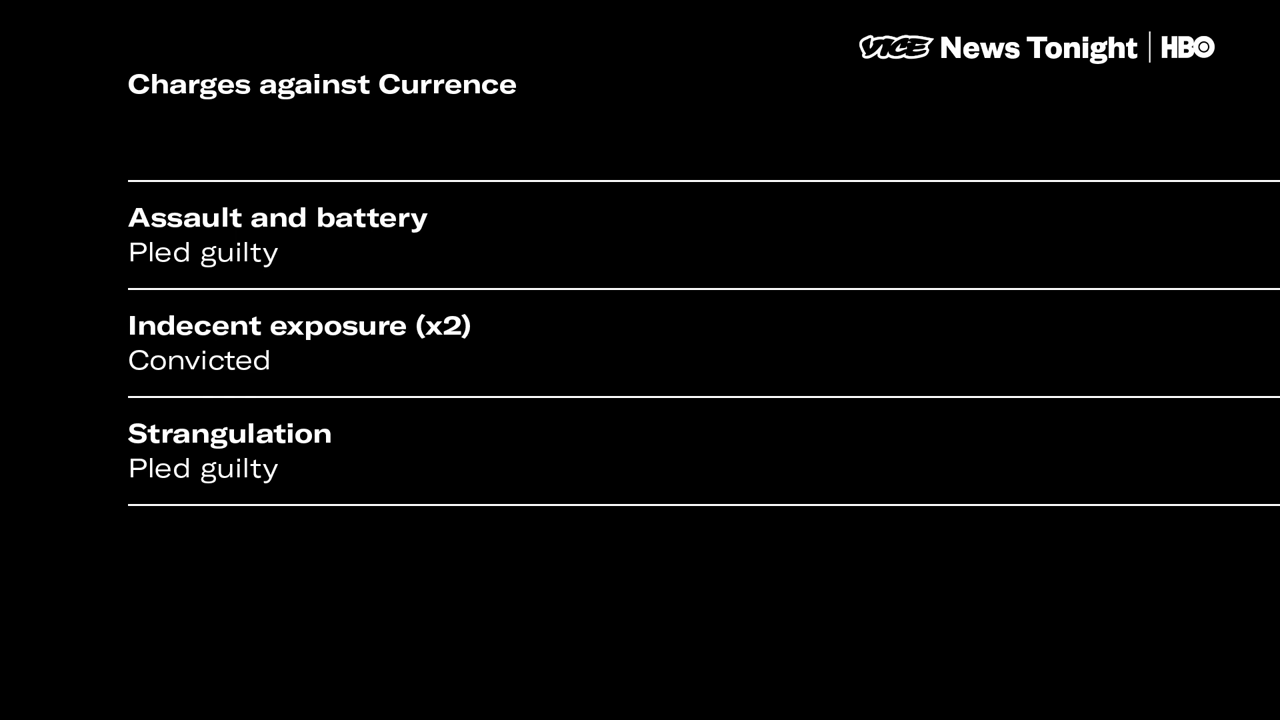 VICE News Tonight | HBO
Charges against Currence
Assault and battery
Pled guilty
Indecent exposure (x2)
Convicted
Strangulation
Pled guilty